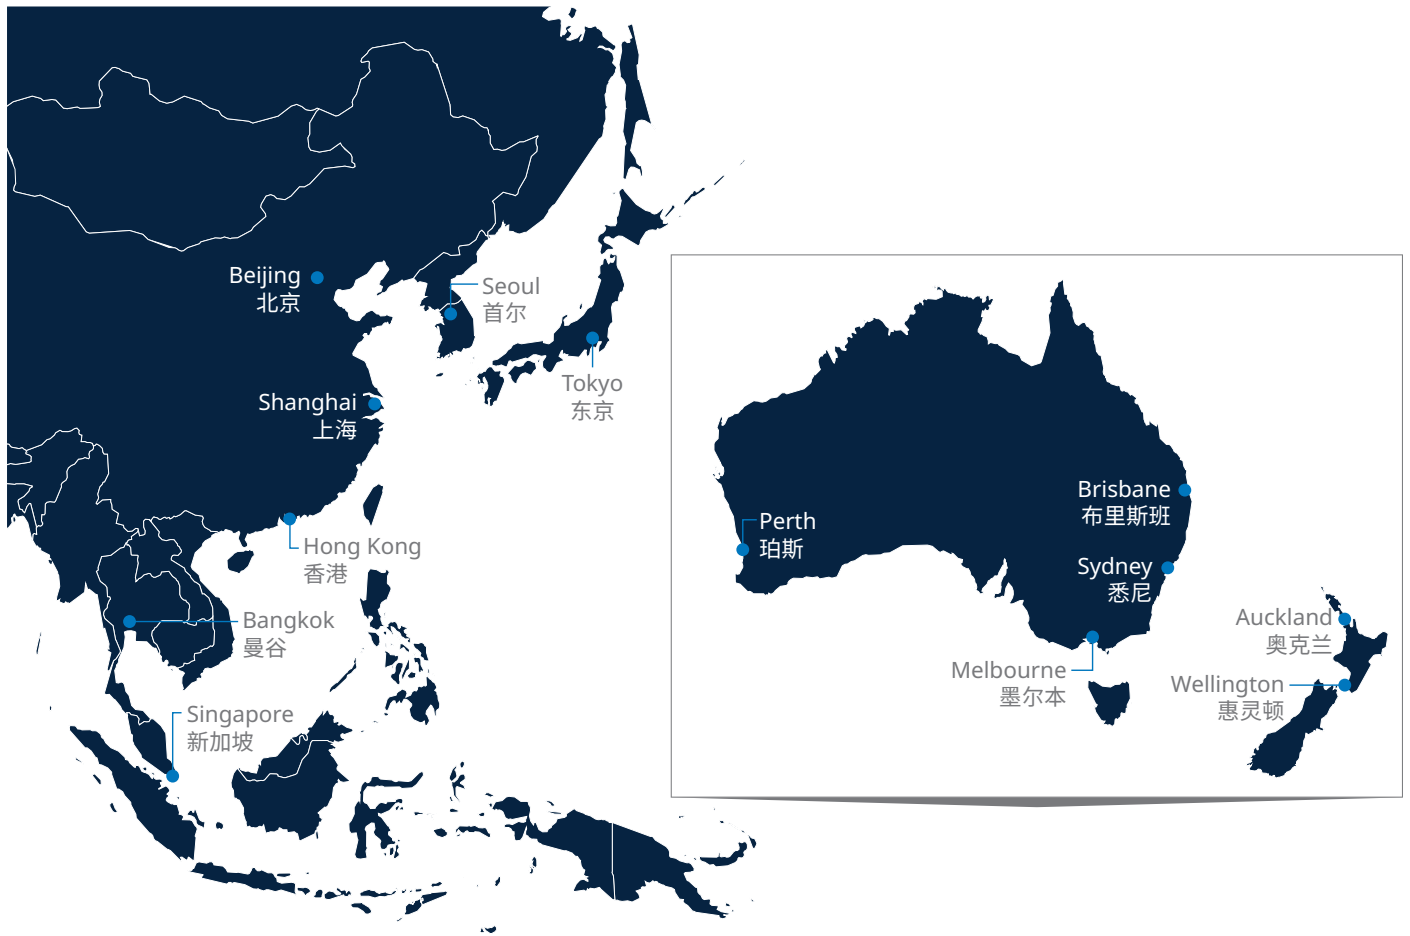 Beijing
北京
Seoul
首尔
Tokyo
东京
Shanghai
上海
Hong Kong
香港
Bangkok
曼谷
Singapore
新加坡
Brisbane
布里斯班
Perth
珀斯
Sydney
悉尼
Auckland
奥克兰
Melbourne
墨尔本
Wellington
惠灵顿